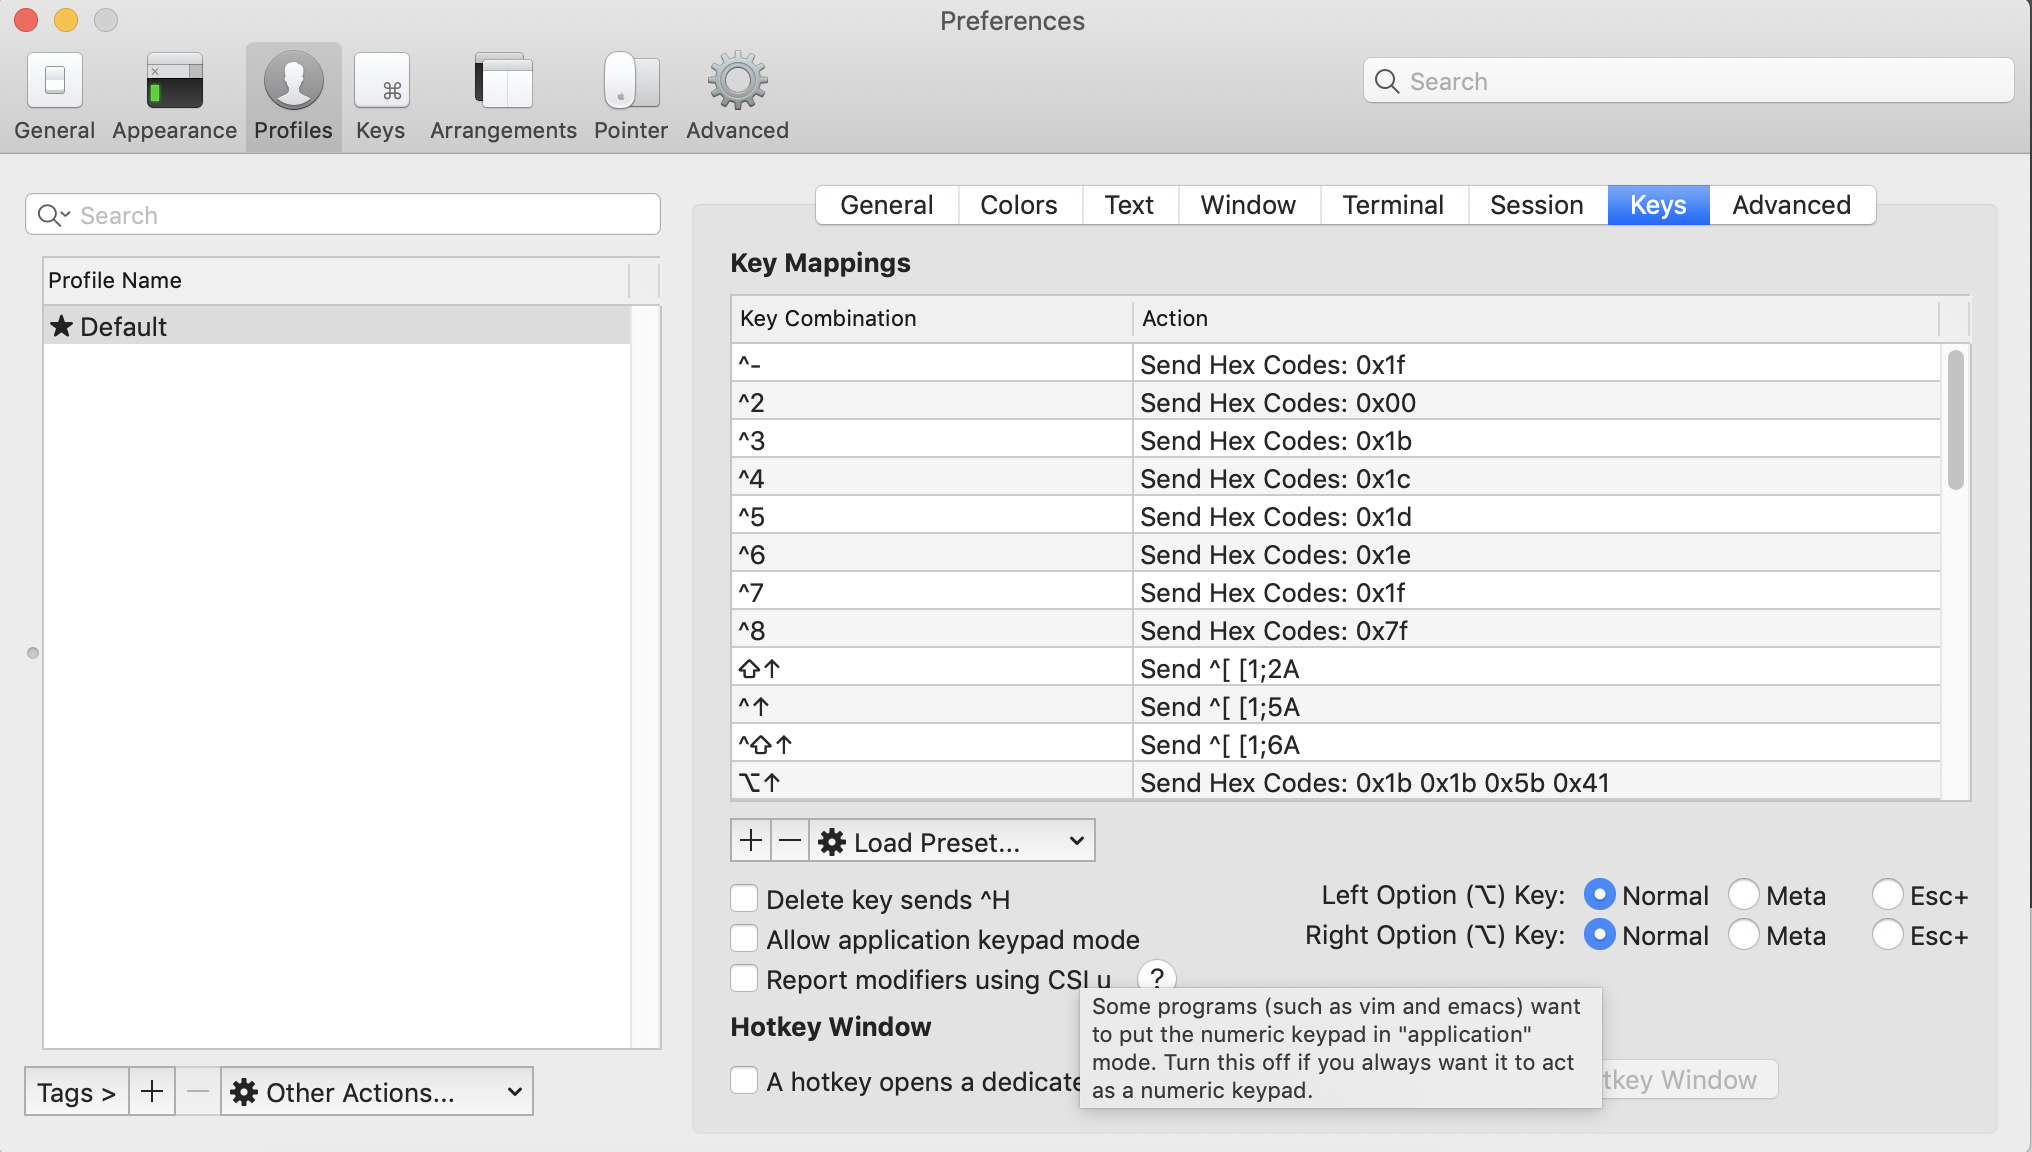 Preferences
General Appearance Profiles Keys Arrangements Pointer Advanced
Search
Search
Profile Name
★ Default
General Colors Text Window Terminal Session Keys Advanced
Key Mappings
Key Combination Action
^- Send Hex Codes: 0x1f
^2 Send Hex Codes: 0x00
^3 Send Hex Codes: 0x1b
^4 Send Hex Codes: 0x1c
^5 Send Hex Codes: 0x1d
^6 Send Hex Codes: 0x1e
^7 Send Hex Codes: 0x1f
^8 Send Hex Codes: 0x7f
⇧↑ Send ^[ [1;2A
^↑ Send ^[ [1;5A
^⇧↑ Send ^[ [1;6A
⌥↑ Send Hex Codes: 0x1b 0x1b 0x5b 0x41
+ − Load Preset...
Delete key sends ^H
Left Option (⌥) Key: Normal Meta Esc+
Allow application keypad mode
Right Option (⌥) Key: Normal Meta Esc+
Report modifiers using CSI u ?
Some programs (such as vim and emacs) want
to put the numeric keypad in "application"
mode. Turn this off if you always want it to act
as a numeric keypad.
Hotkey Window
A hotkey opens a dedicate
tkey Window
Tags > + − Other Actions...